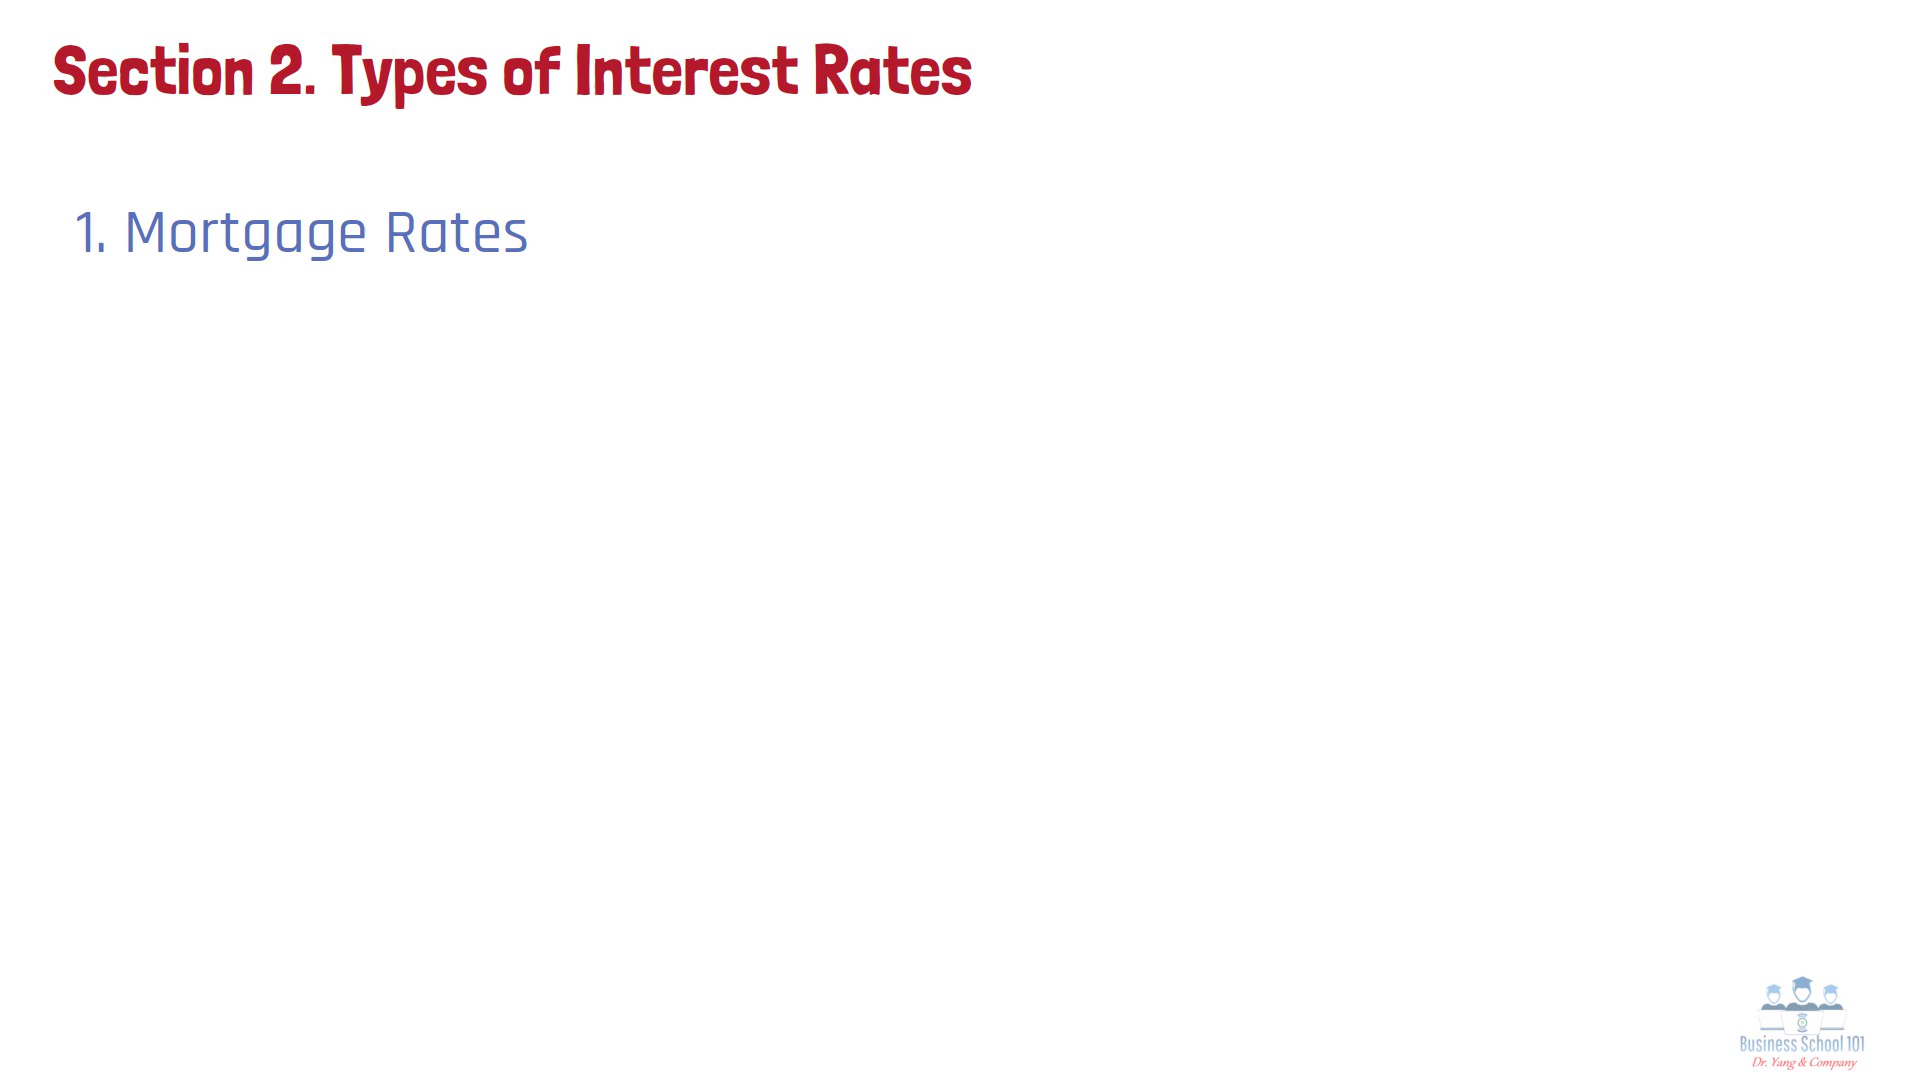 Section 2. Types of Interest Rates
1. Mortgage Rates
Business School 101
Dr. Yang & Company